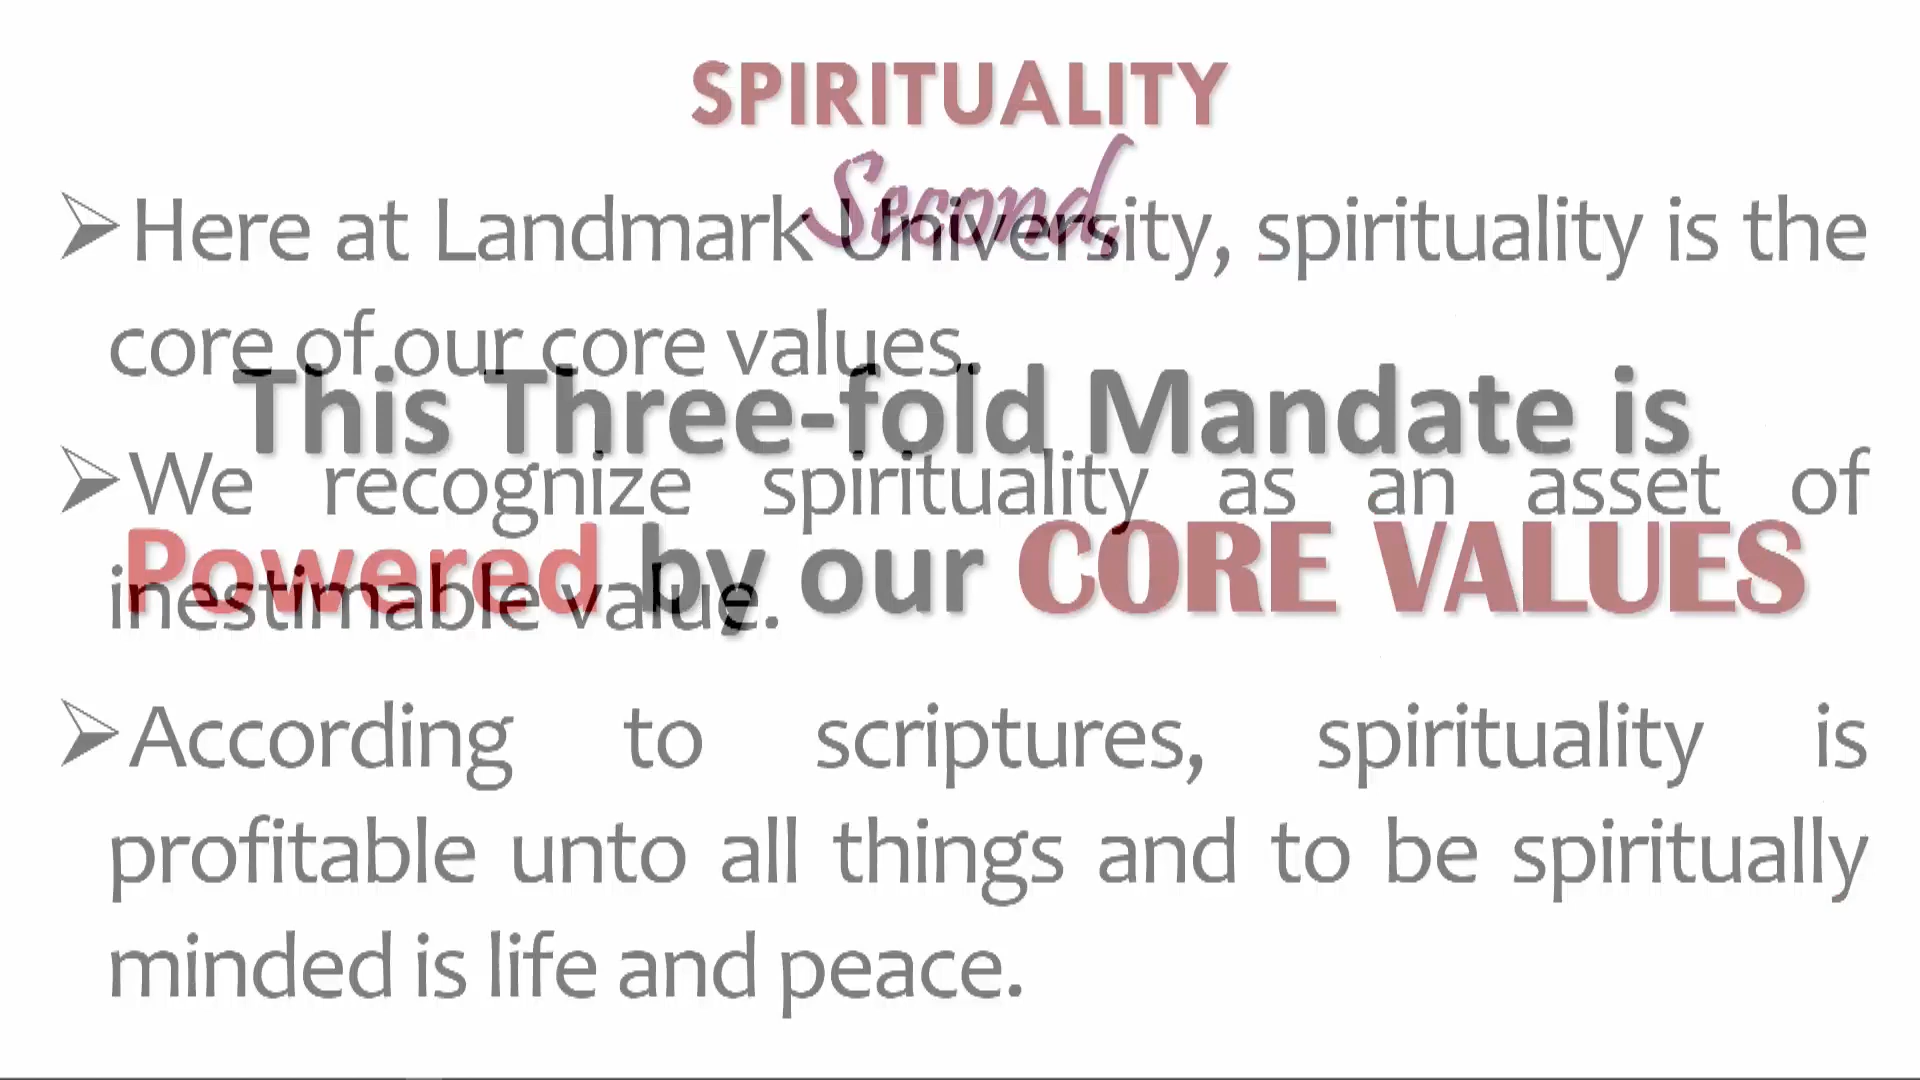 SPIRITUALITY
Second,
➢Here at Landmark University, spirituality is the
core of our core values.
This Three-fold Mandate is
➢We recognize spirituality as an asset of
Powered by our CORE VALUES
inestimable value.
➢According to scriptures, spirituality is
profitable unto all things and to be spiritually
minded is life and peace.